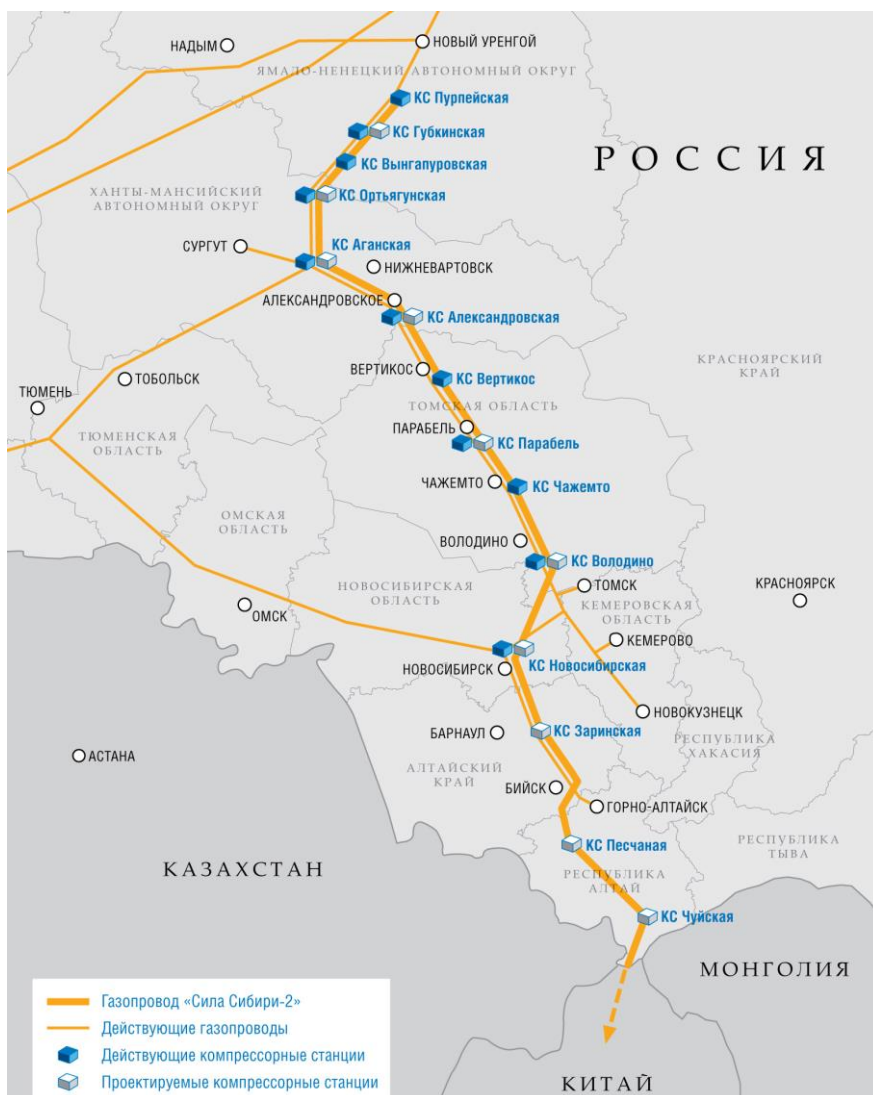 НАДЫМ
НОВЫЙ УРЕНГОЙ
ЯМАЛО-НЕНЕЦКИЙ АВТОНОМНЫЙ ОКРУГ
КС Пурпейская
КС Губкинская
РОССИЯ
КС Вынгапуровская
ХАНТЫ-МАНСИЙСКИЙ
АВТОНОМНЫЙ ОКРУГ
КС Ортьягунская
СУРГУТ
КС Аганская
НИЖНЕВАРТОВСК
АЛЕКСАНДРОВСКОЕ
КС Александровская
КРАСНОЯРСКИЙ
КРАЙ
ВЕРТИКОС
КС Вертикос
ТОБОЛЬСК
ТЮМЕНЬ
ТОМСКАЯ ОБЛАСТЬ
ПАРАБЕЛЬ
КС Парабель
ТЮМЕНСКАЯ
ОБЛАСТЬ
ЧАЖЕМТО
КС Чажемто
ОМСКАЯ
ОБЛАСТЬ
ВОЛОДИНО
КС Володино
НОВОСИБИРСКАЯ
ОБЛАСТЬ
ТОМСК
КРАСНОЯРСК
КЕМЕРОВСКАЯ
ОБЛАСТЬ
ОМСК
КЕМЕРОВО
НОВОСИБИРСК
КС Новосибирская
НОВОКУЗНЕЦК
БАРНАУЛ
КС Заринская
РЕСПУБЛИКА
ХАКАСИЯ
АСТАНА
АЛТАЙСКИЙ
КРАЙ
БИЙСК
ГОРНО-АЛТАЙСК
КС Песчаная
РЕСПУБЛИКА
ТЫВА
КАЗАХСТАН
РЕСПУБЛИКА
АЛТАЙ
КС Чуйская
МОНГОЛИЯ
Газопровод «Сила Сибири-2»
Действующие газопроводы
Действующие компрессорные станции
Проектируемые компрессорные станции
КИТАЙ